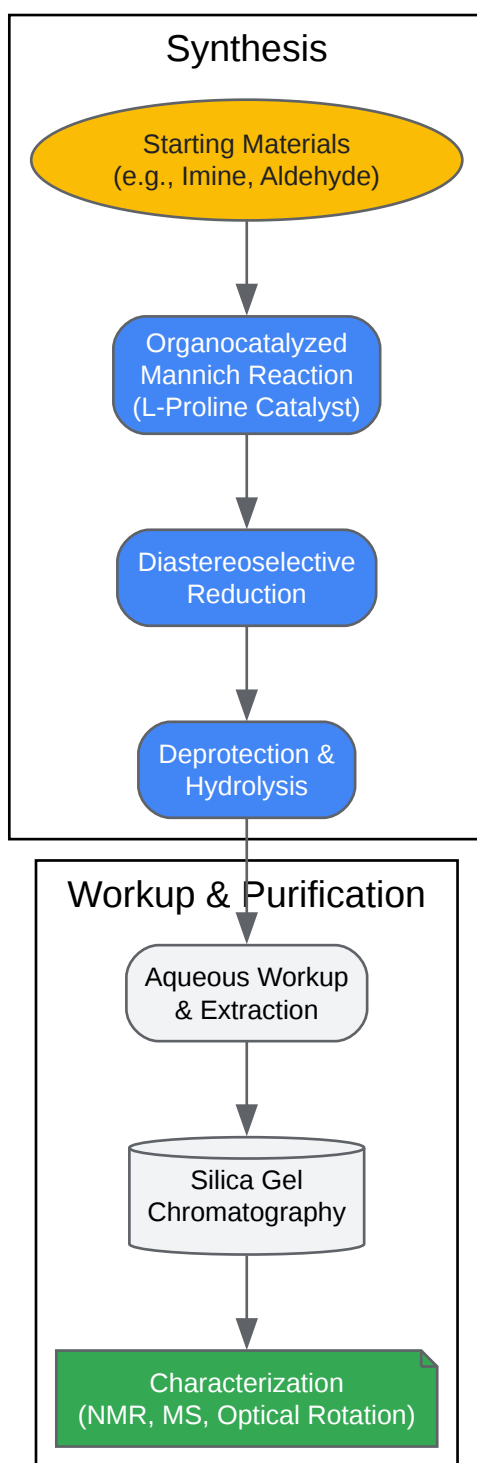 Synthesis
Starting Materials
(e.g., Imine, Aldehyde)
Organocatalyzed
Mannich Reaction
(L-Proline Catalyst)
Diastereoselective
Reduction
Deprotection &
Hydrolysis
Workup & Purification
Aqueous Workup
& Extraction
Silica Gel
Chromatography
Characterization
(NMR, MS, Optical Rotation)